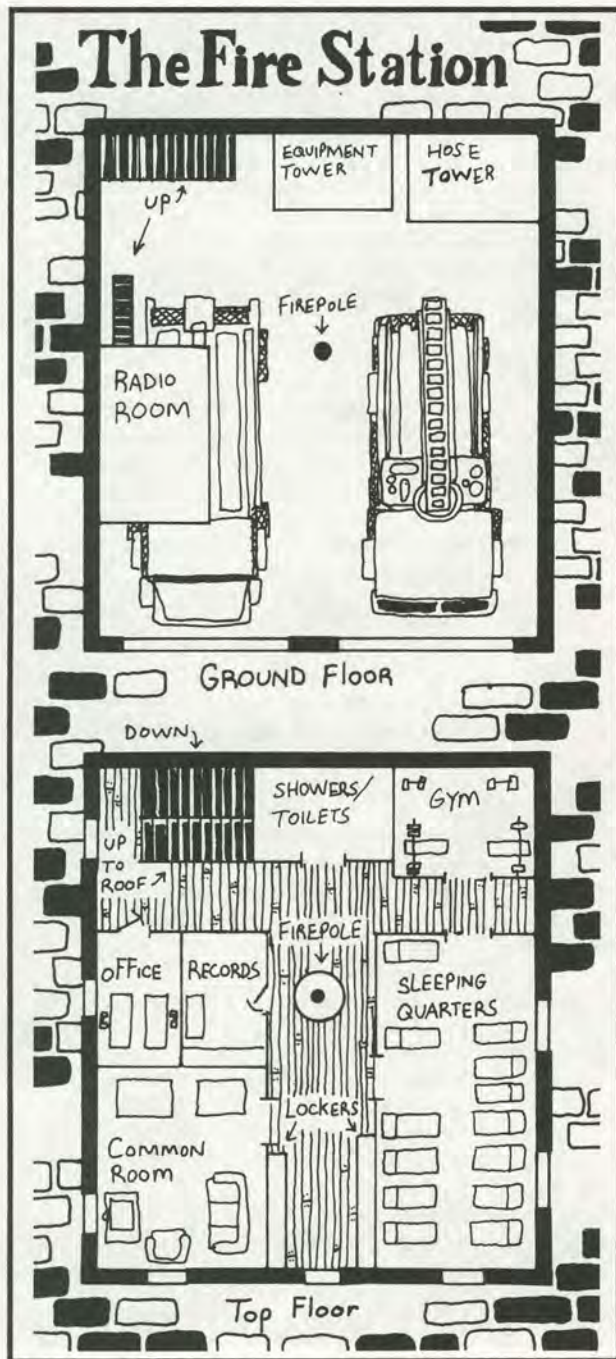 The Fire Station
EQUIPMENT
TOWER
HOSE
TOWER
UP
FIREPOLE
RADIO
ROOM
GROUND FLOOR
DOWN
SHOWERS/
TOILETS
GYM
UP
TO
ROOF
FIREPOLE
OFFICE
RECORDS
SLEEPING
QUARTERS
LOCKERS
COMMON
ROOM
Top Floor